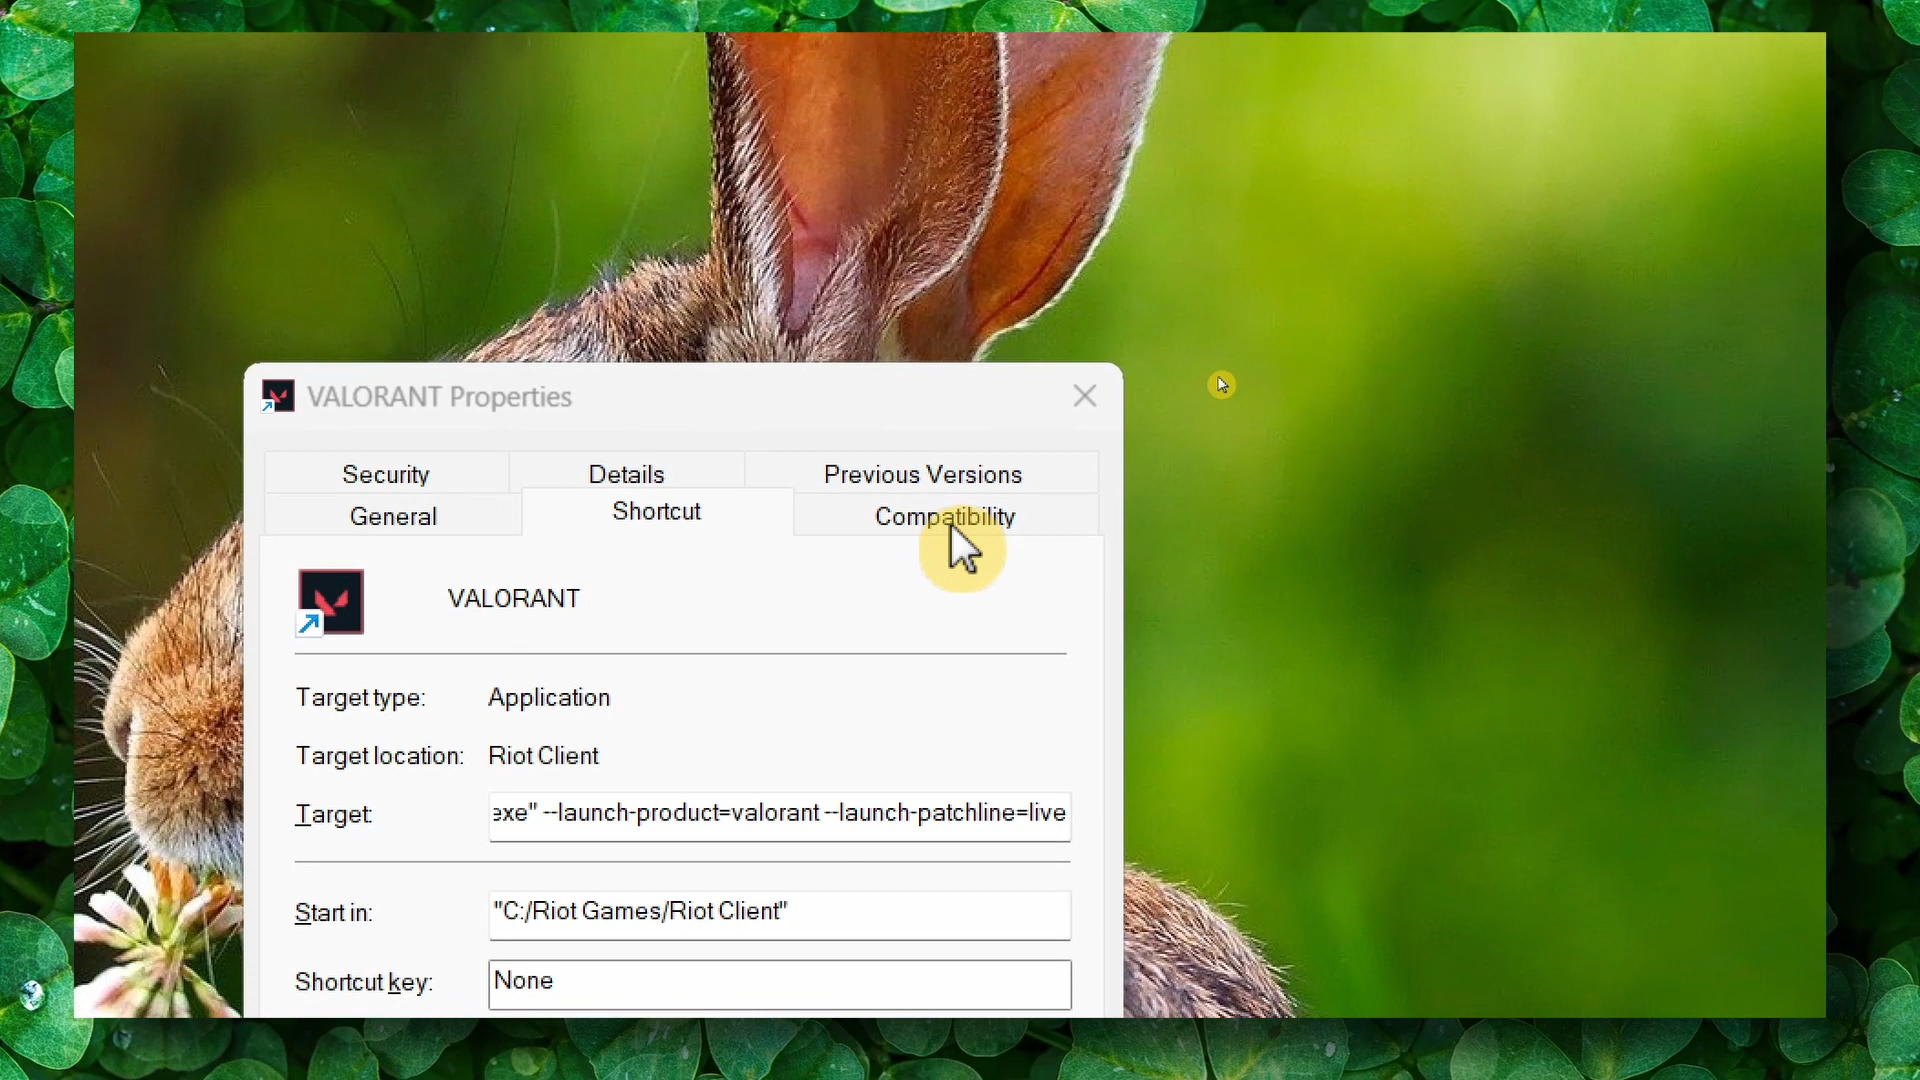 VALORANT Properties
Security Details Previous Versions
General Shortcut Compatibility
VALORANT
Target type: Application
Target location: Riot Client
Target: exe" --launch-product=valorant --launch-patchline=live
Start in: "C:/Riot Games/Riot Client"
Shortcut key: None